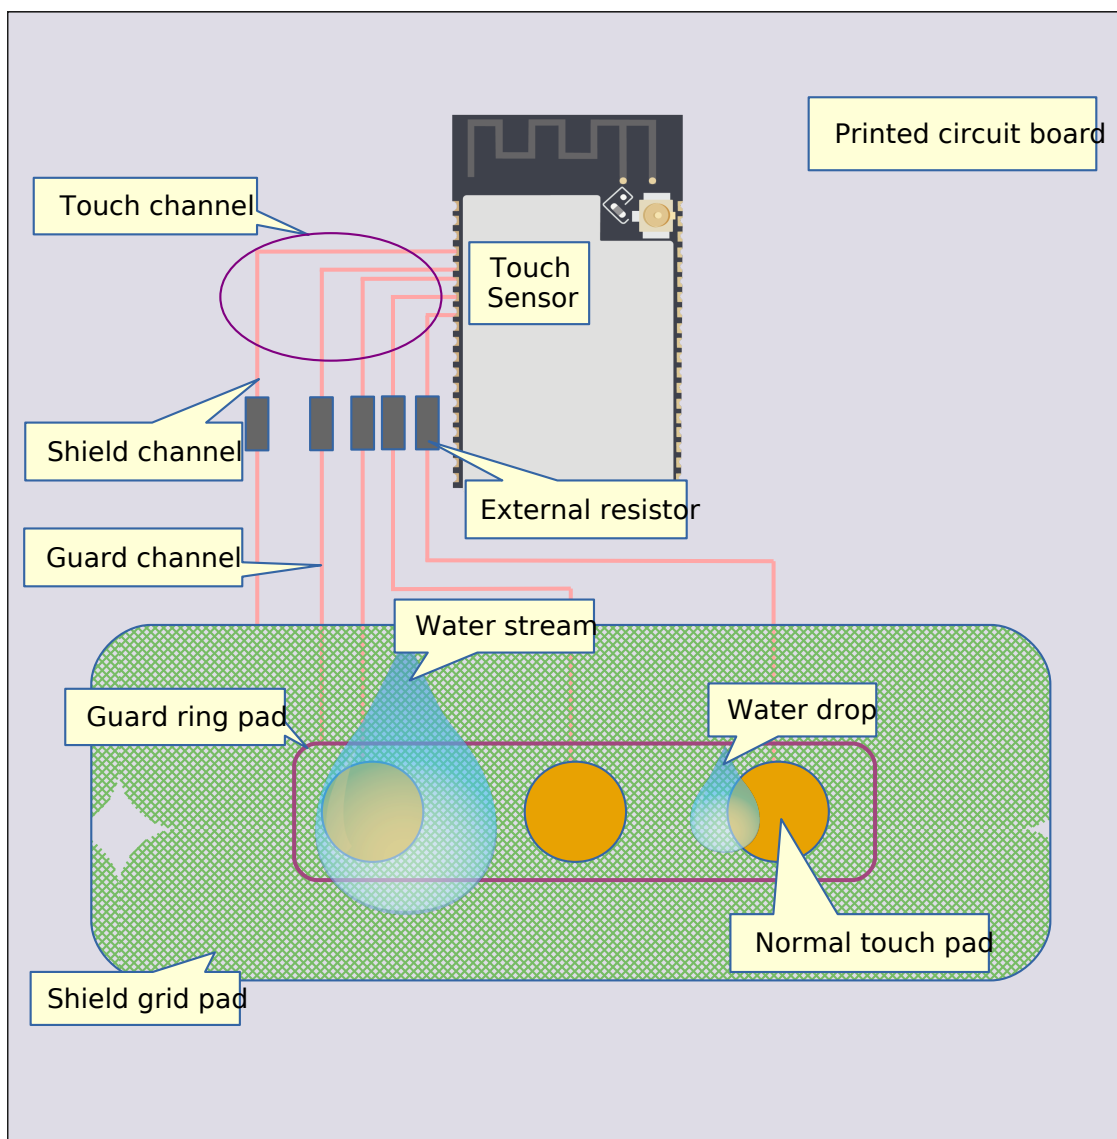 Printed circuit board
Touch channel
Touch
Sensor
Shield channel
External resistor
Guard channel
Water stream
Guard ring pad
Water drop
Normal touch pad
Shield grid pad